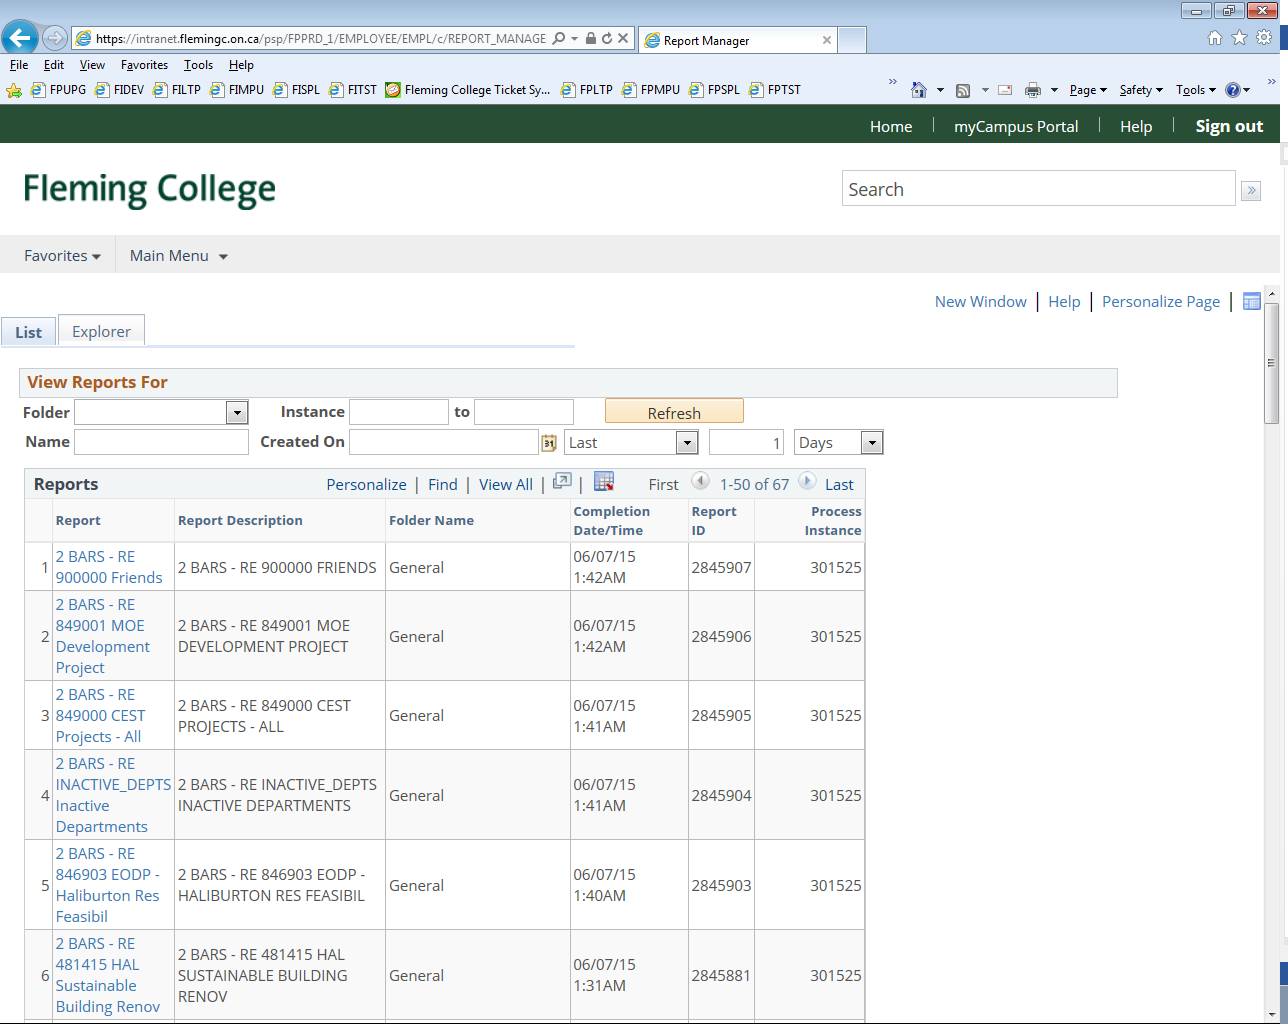 https://intranet.flemingc.on.ca/psp/FPPRD_1/EMPLOYEE/EMPL/c/REPORT_MANAGE
Report Manager
File Edit View Favorites Tools Help
FPUPG FIDEV FILTP FIMPU FISPL FITST Fleming College Ticket Sy... FPLTP FPMPU FPSPL FPTST
Page Safety Tools
Home myCampus Portal Help Sign out
Fleming College
Search
Favorites Main Menu
New Window Help Personalize Page
List Explorer
View Reports For
Folder Instance to Refresh
Name Created On 31 Last 1 Days
Reports Personalize | Find | View All | | First 1-50 of 67 Last
Report Report Description Folder Name Completion Date/Time Report ID Process Instance
1 2 BARS - RE 900000 Friends 2 BARS - RE 900000 FRIENDS General 06/07/15 1:42AM 2845907 301525
2 2 BARS - RE 849001 MOE Development Project 2 BARS - RE 849001 MOE DEVELOPMENT PROJECT General 06/07/15 1:42AM 2845906 301525
3 2 BARS - RE 849000 CEST Projects - All 2 BARS - RE 849000 CEST PROJECTS - ALL General 06/07/15 1:41AM 2845905 301525
4 2 BARS - RE INACTIVE_DEPTS Inactive Departments 2 BARS - RE INACTIVE_DEPTS INACTIVE DEPARTMENTS General 06/07/15 1:41AM 2845904 301525
5 2 BARS - RE 846903 EODP - Haliburton Res Feasibil 2 BARS - RE 846903 EODP - HALIBURTON RES FEASIBIL General 06/07/15 1:40AM 2845903 301525
6 2 BARS - RE 481415 HAL Sustainable Building Renov 2 BARS - RE 481415 HAL SUSTAINABLE BUILDING RENOV General 06/07/15 1:31AM 2845881 301525